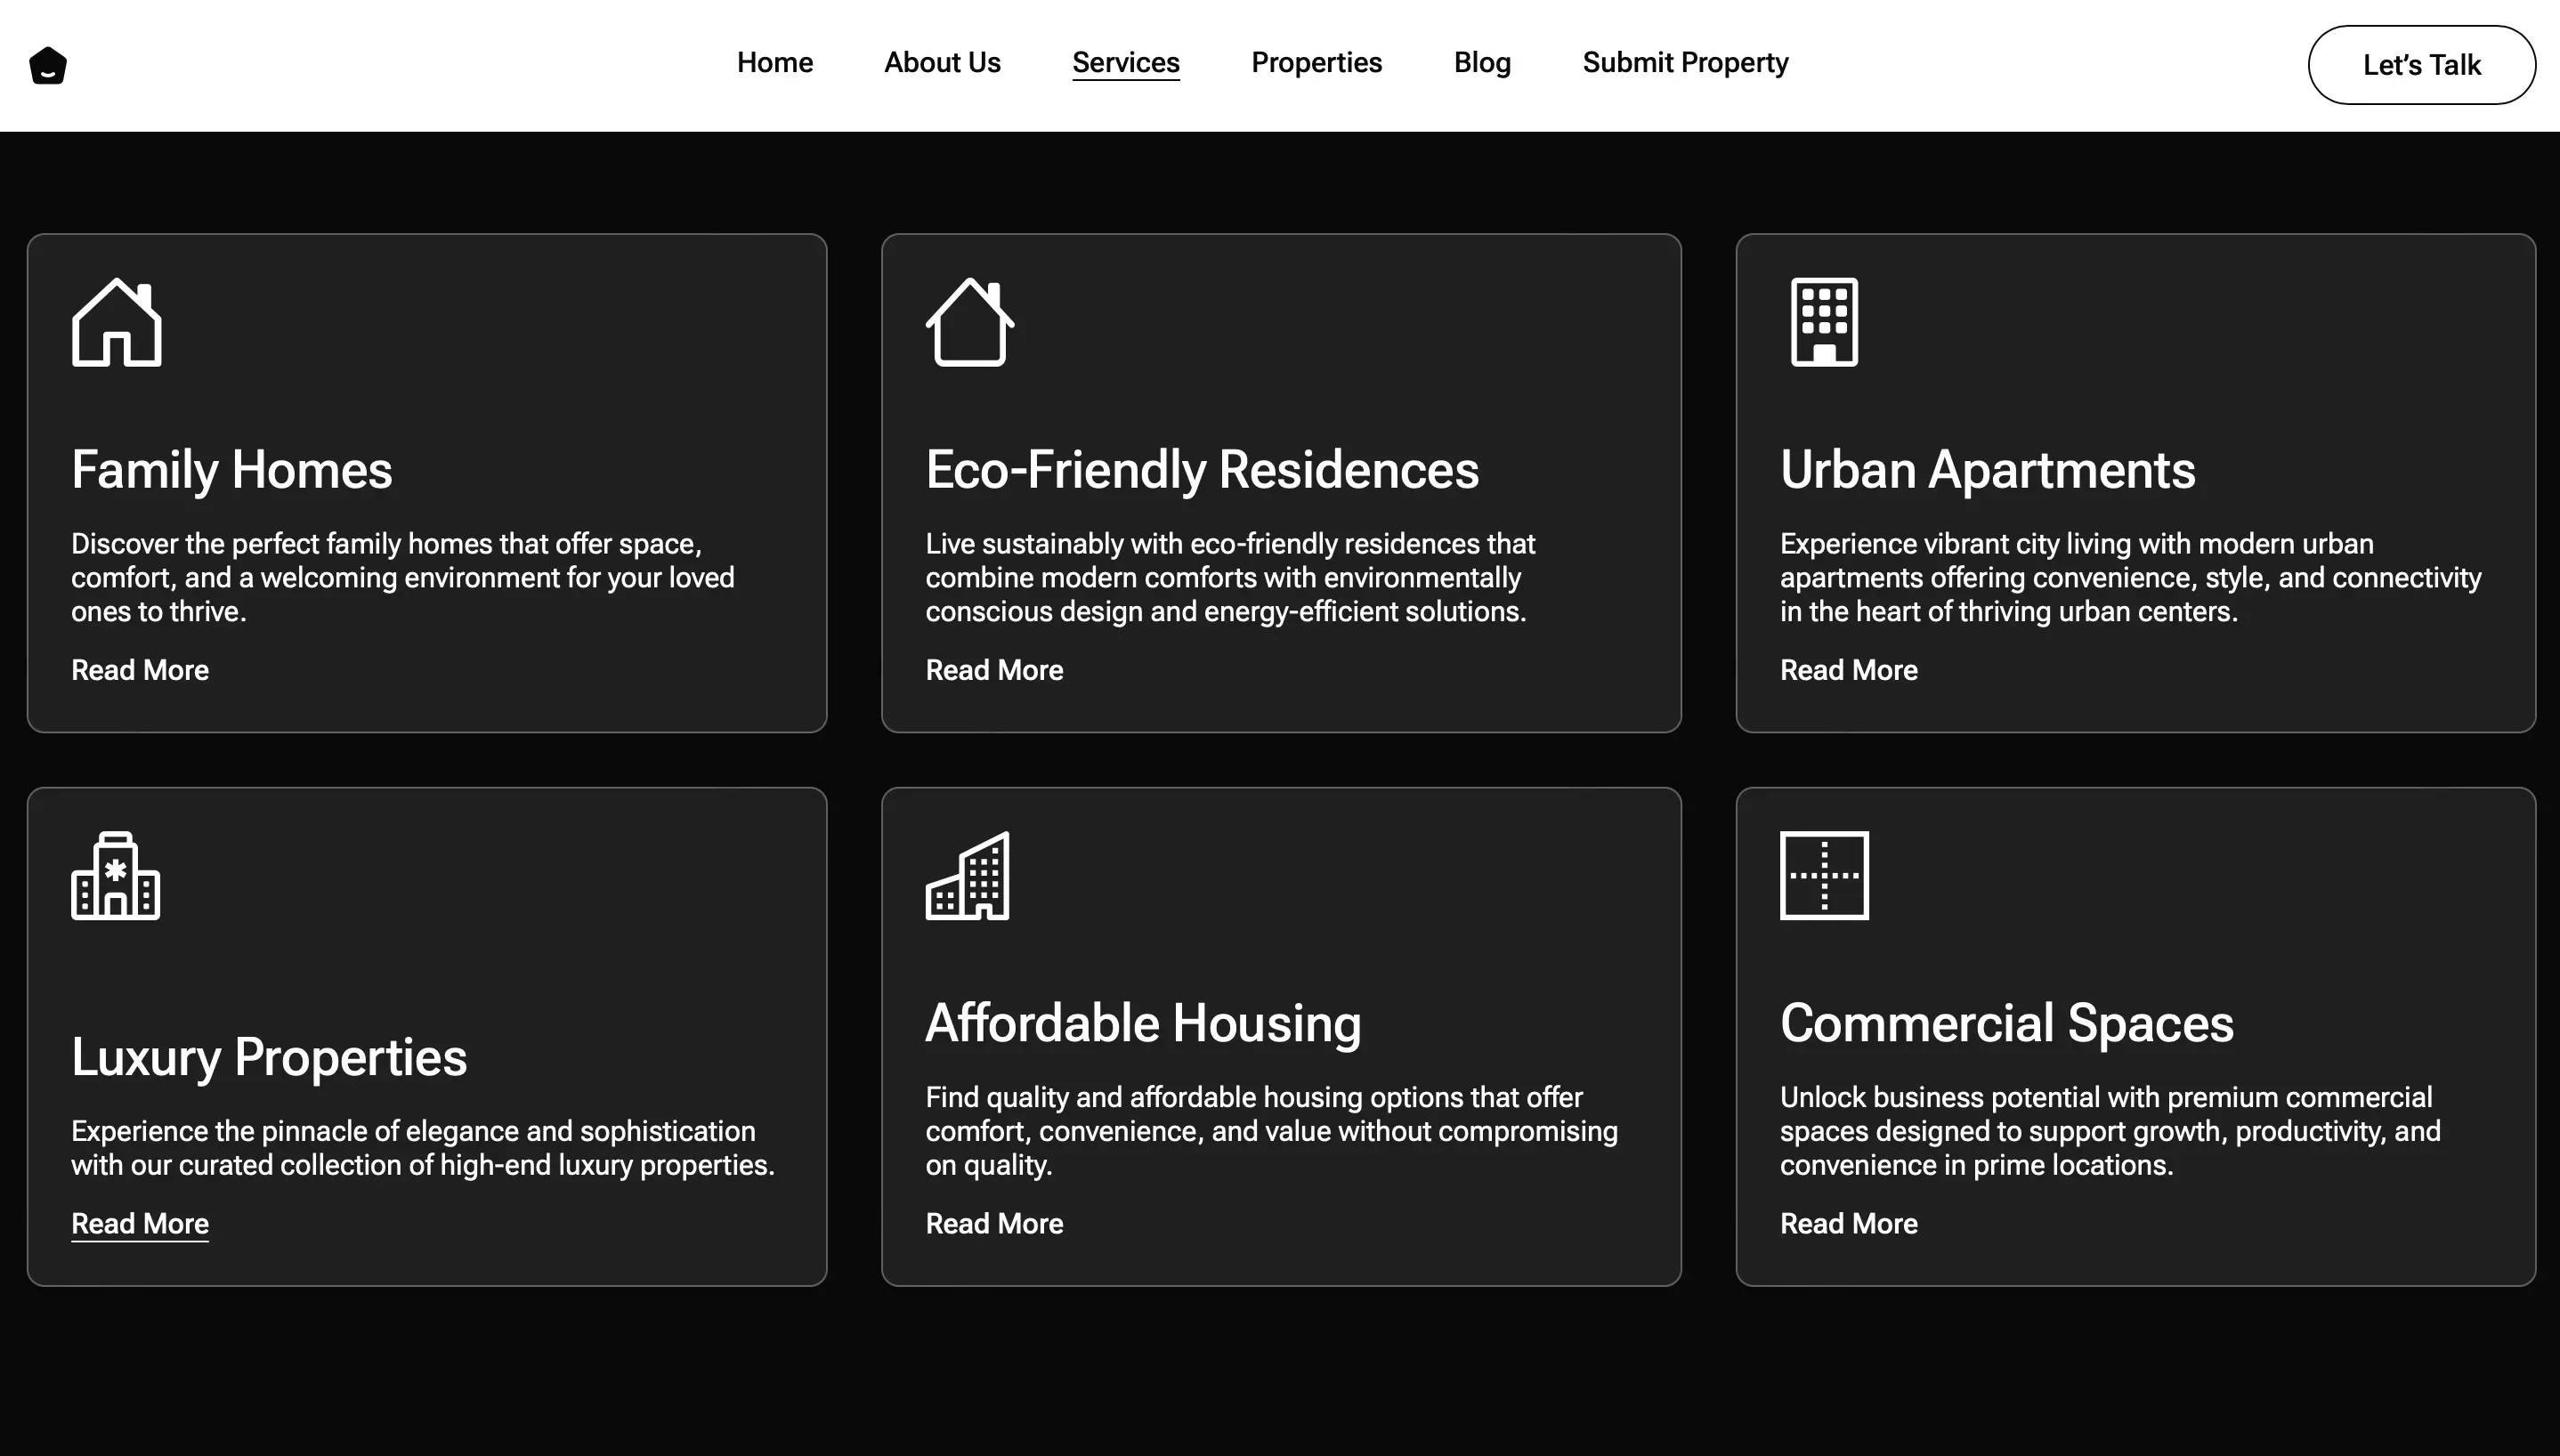 Home
About Us
Services
Properties
Blog
Submit Property
Let’s Talk
Family Homes
Discover the perfect family homes that offer space,
comfort, and a welcoming environment for your loved
ones to thrive.
Read More
Eco-Friendly Residences
Live sustainably with eco-friendly residences that
combine modern comforts with environmentally
conscious design and energy-efficient solutions.
Read More
Urban Apartments
Experience vibrant city living with modern urban
apartments offering convenience, style, and connectivity
in the heart of thriving urban centers.
Read More
Luxury Properties
Experience the pinnacle of elegance and sophistication
with our curated collection of high-end luxury properties.
Read More
Affordable Housing
Find quality and affordable housing options that offer
comfort, convenience, and value without compromising
on quality.
Read More
Commercial Spaces
Unlock business potential with premium commercial
spaces designed to support growth, productivity, and
convenience in prime locations.
Read More